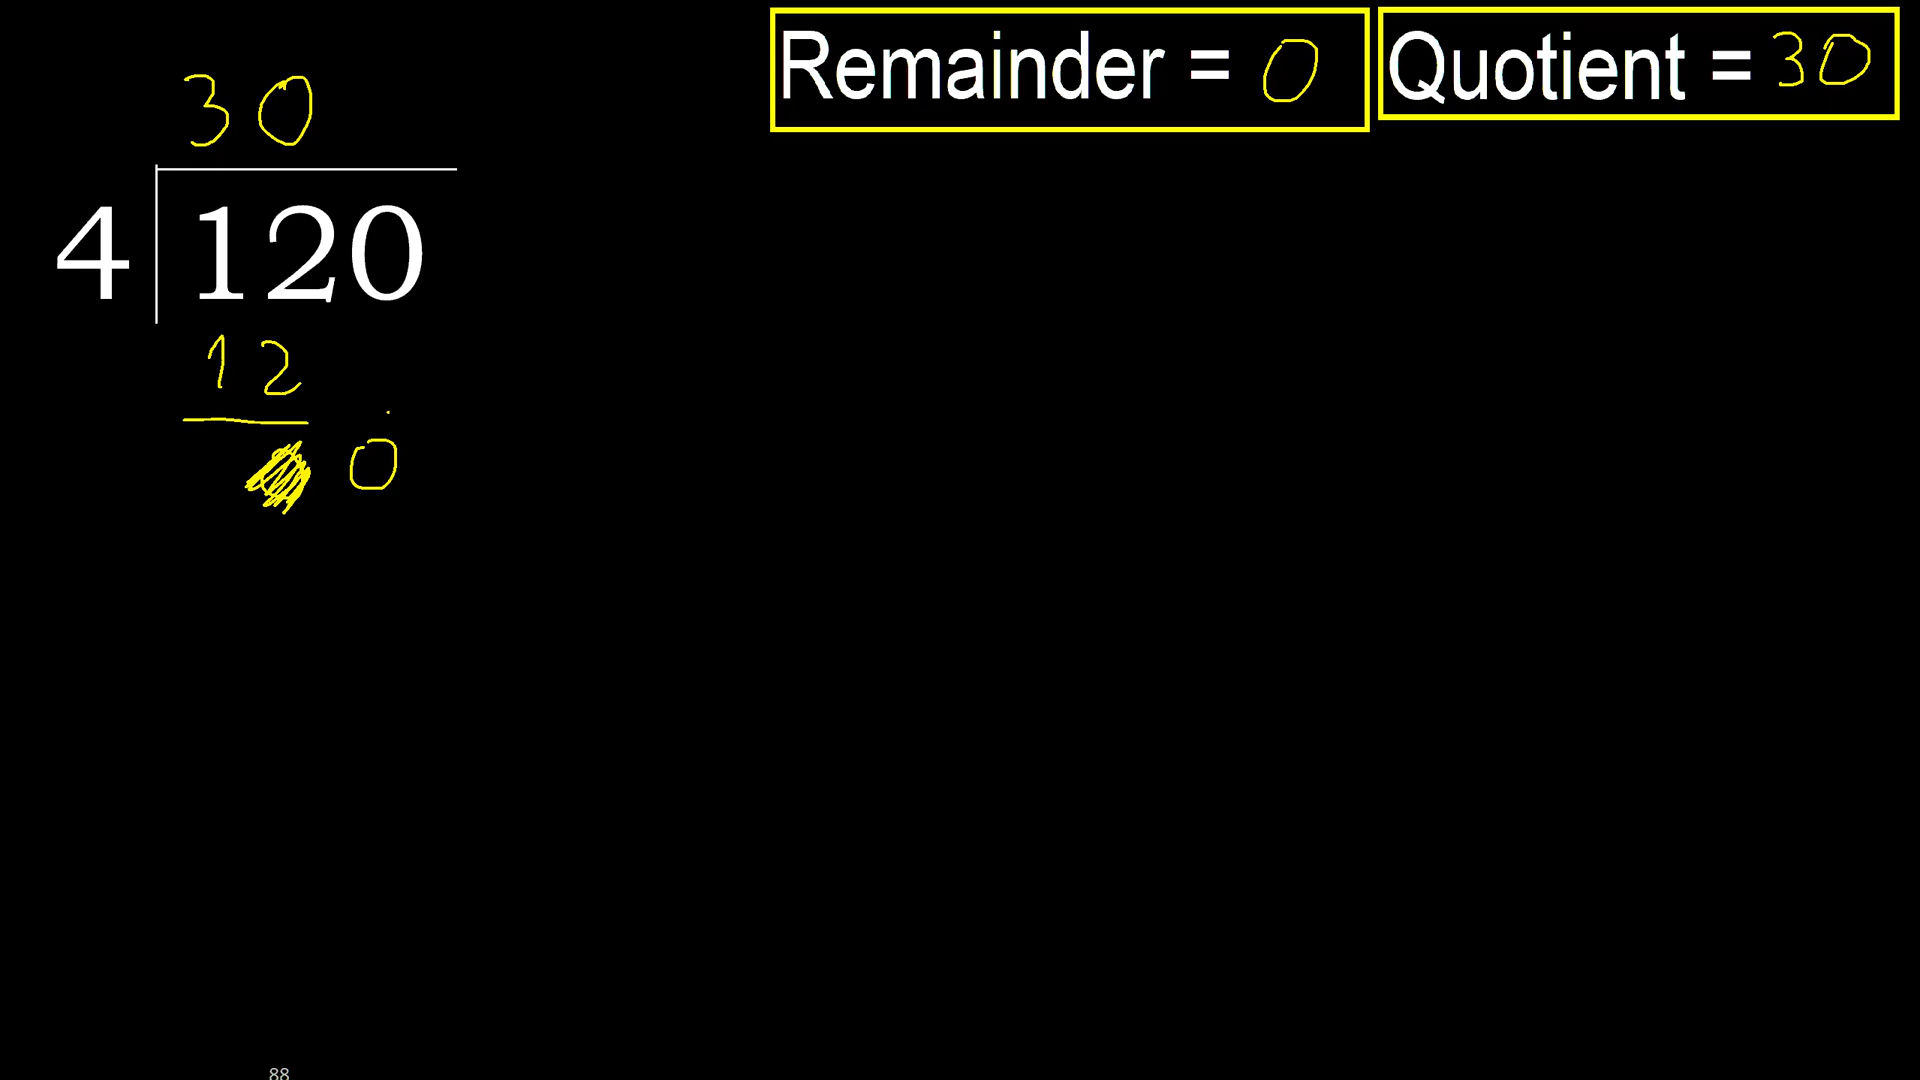 Remainder = 0
Quotient = 30
30
4 120
12
0
88